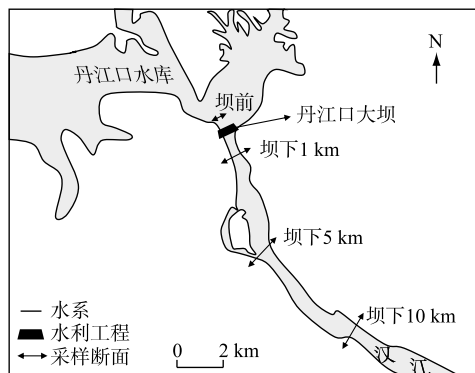 丹江口水库
N
坝前
丹江口大坝
坝下1 km
坝下5 km
坝下10 km
汉江
水系
水利工程
采样断面
0 2 km